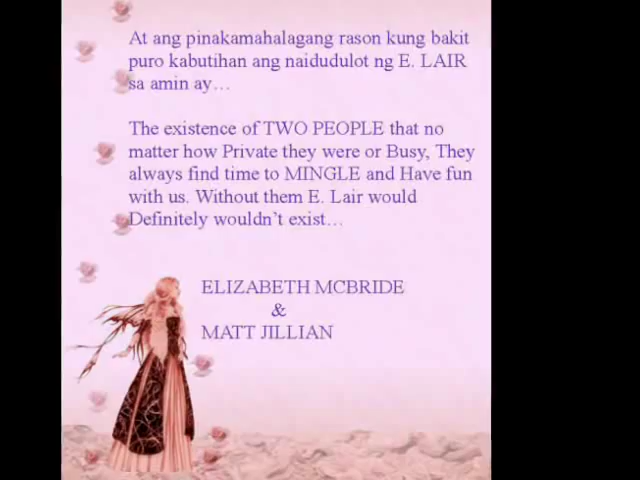 At ang pinakamahalagang rason kung bakit
puro kabutihan ang naidudulot ng E. LAIR
sa amin ay…
The existence of TWO PEOPLE that no
matter how Private they were or Busy, They
always find time to MINGLE and Have fun
with us. Without them E. Lair would
Definitely wouldn't exist…
ELIZABETH MCBRIDE
&
MATT JILLIAN